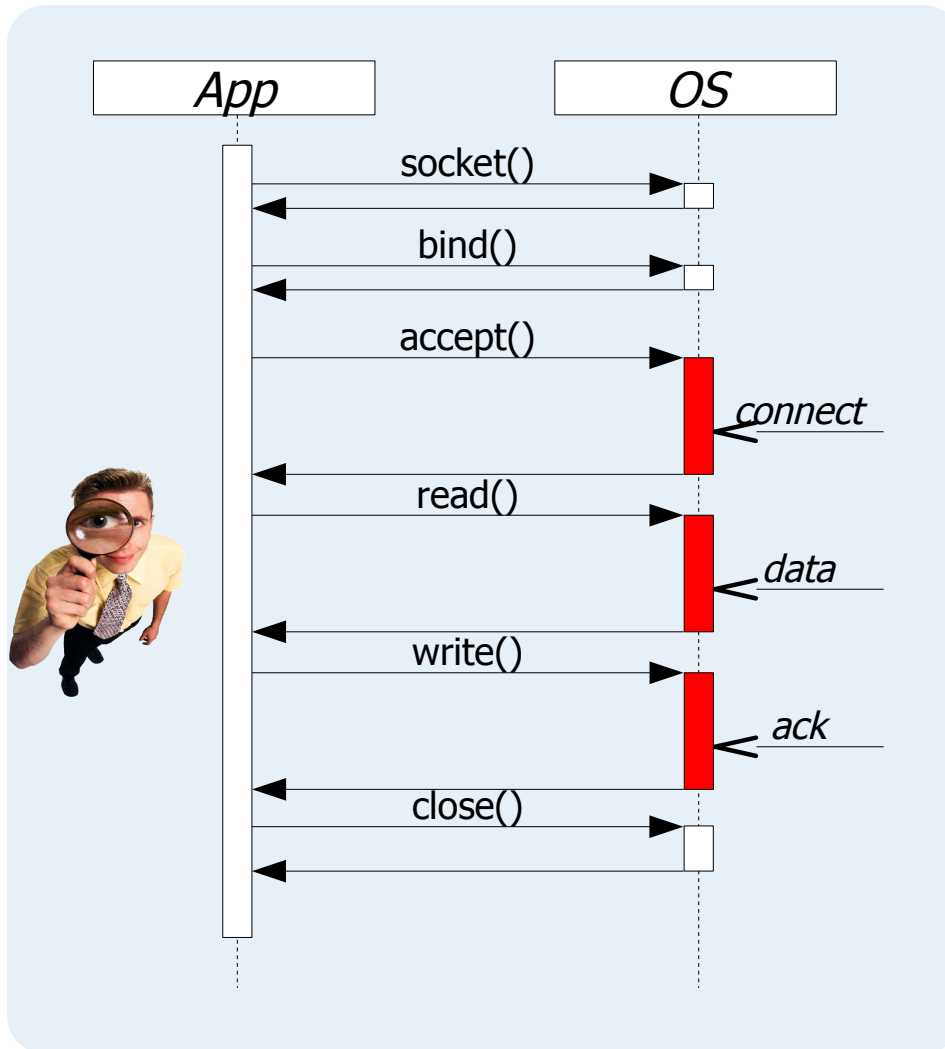 App
OS
socket()
bind()
accept()
connect
read()
data
write()
ack
close()